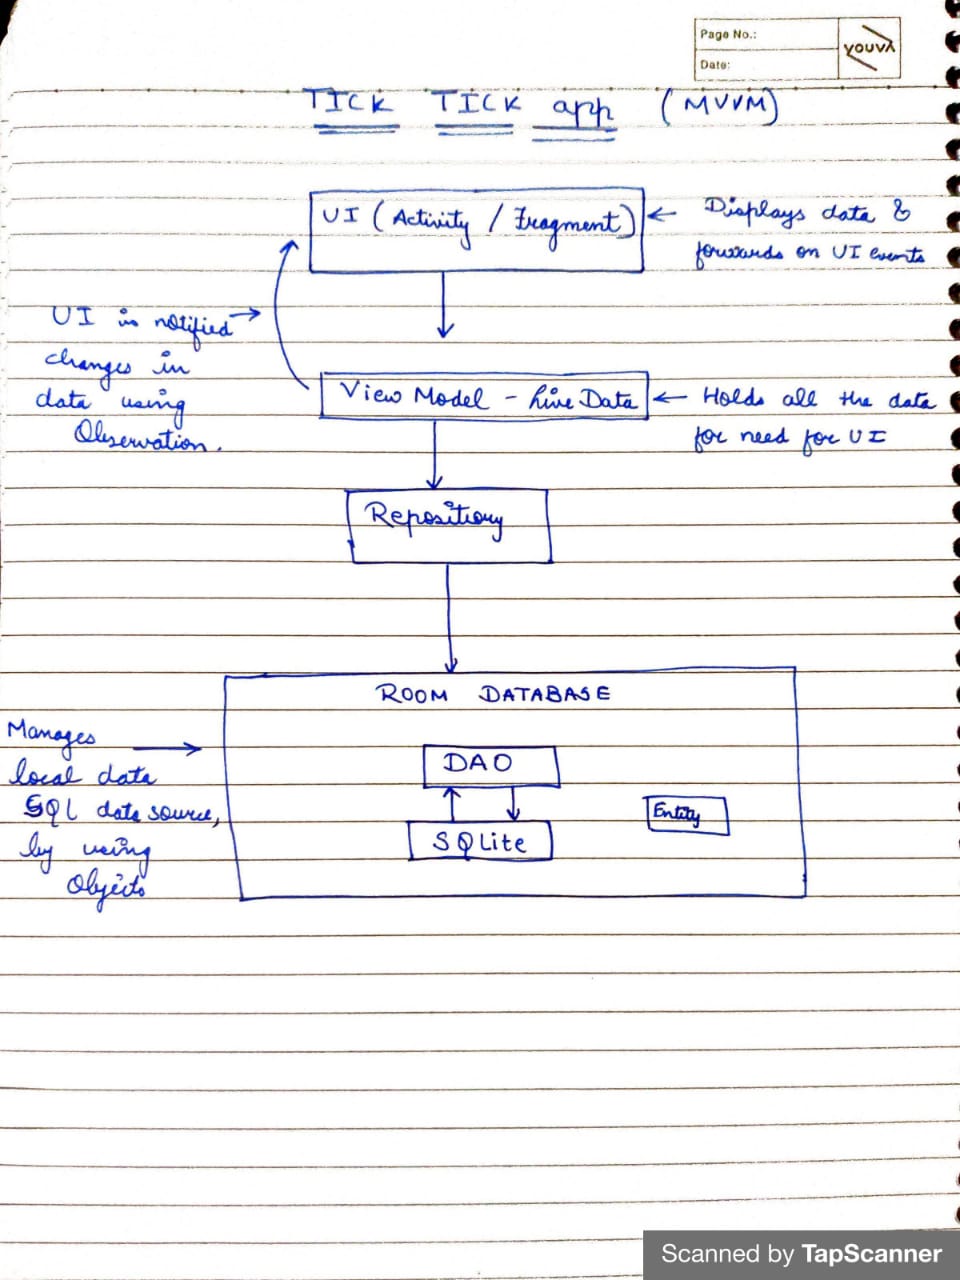 Page No.:
Date:
youva
TICK TICK app (MVVM)
UI (Activity / Fragment)
Displays data &
forwards on UI events
UI is notified
changes in
data using
Observation.
View Model - Live Data
Holds all the data
for need for UI
Repositiory
ROOM DATABASE
Manages
local data
SQL data source,
by using
Objects
DAO
SQLite
Entity
Scanned by TapScanner